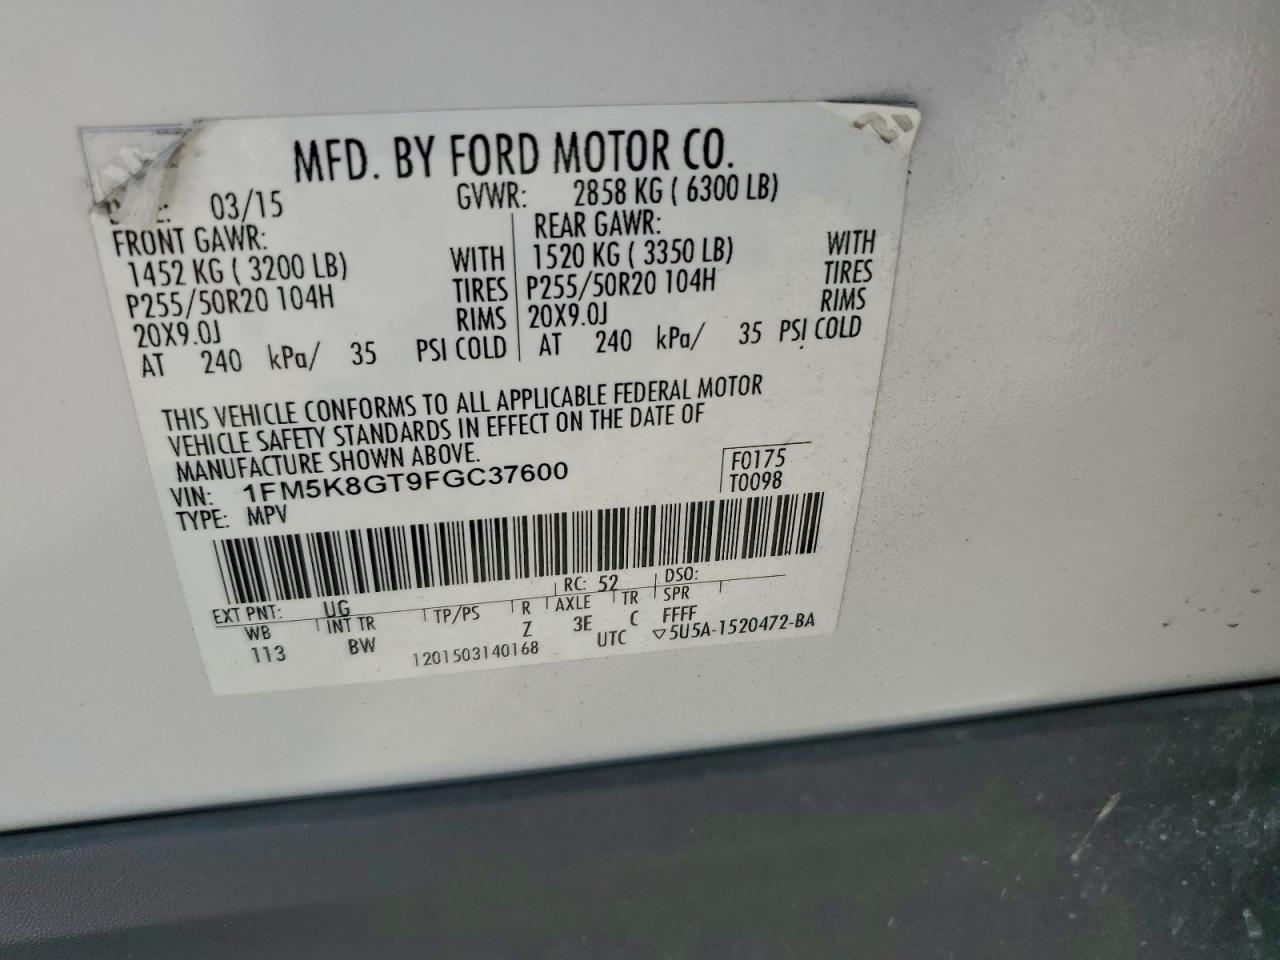 MFD. BY FORD MOTOR CO.
03/15 GVWR: 2858 KG ( 6300 LB)
FRONT GAWR: REAR GAWR:
1452 KG ( 3200 LB) WITH 1520 KG ( 3350 LB) WITH
P255/50R20 104H TIRES P255/50R20 104H TIRES
20X9.0J RIMS 20X9.0J RIMS
AT 240 kPa/ 35 PSI COLD AT 240 kPa/ 35 PSI COLD
THIS VEHICLE CONFORMS TO ALL APPLICABLE FEDERAL MOTOR
VEHICLE SAFETY STANDARDS IN EFFECT ON THE DATE OF
MANUFACTURE SHOWN ABOVE.
VIN: 1FM5K8GT9FGC37600 F0175
TYPE: MPV T0098
EXT PNT: UG RC: 52 DSO:
WB INT TR TP/PS R AXLE TR SPR
113 BW Z 3E C FFFF
1201503140168 UTC ▽5U5A-1520472-BA